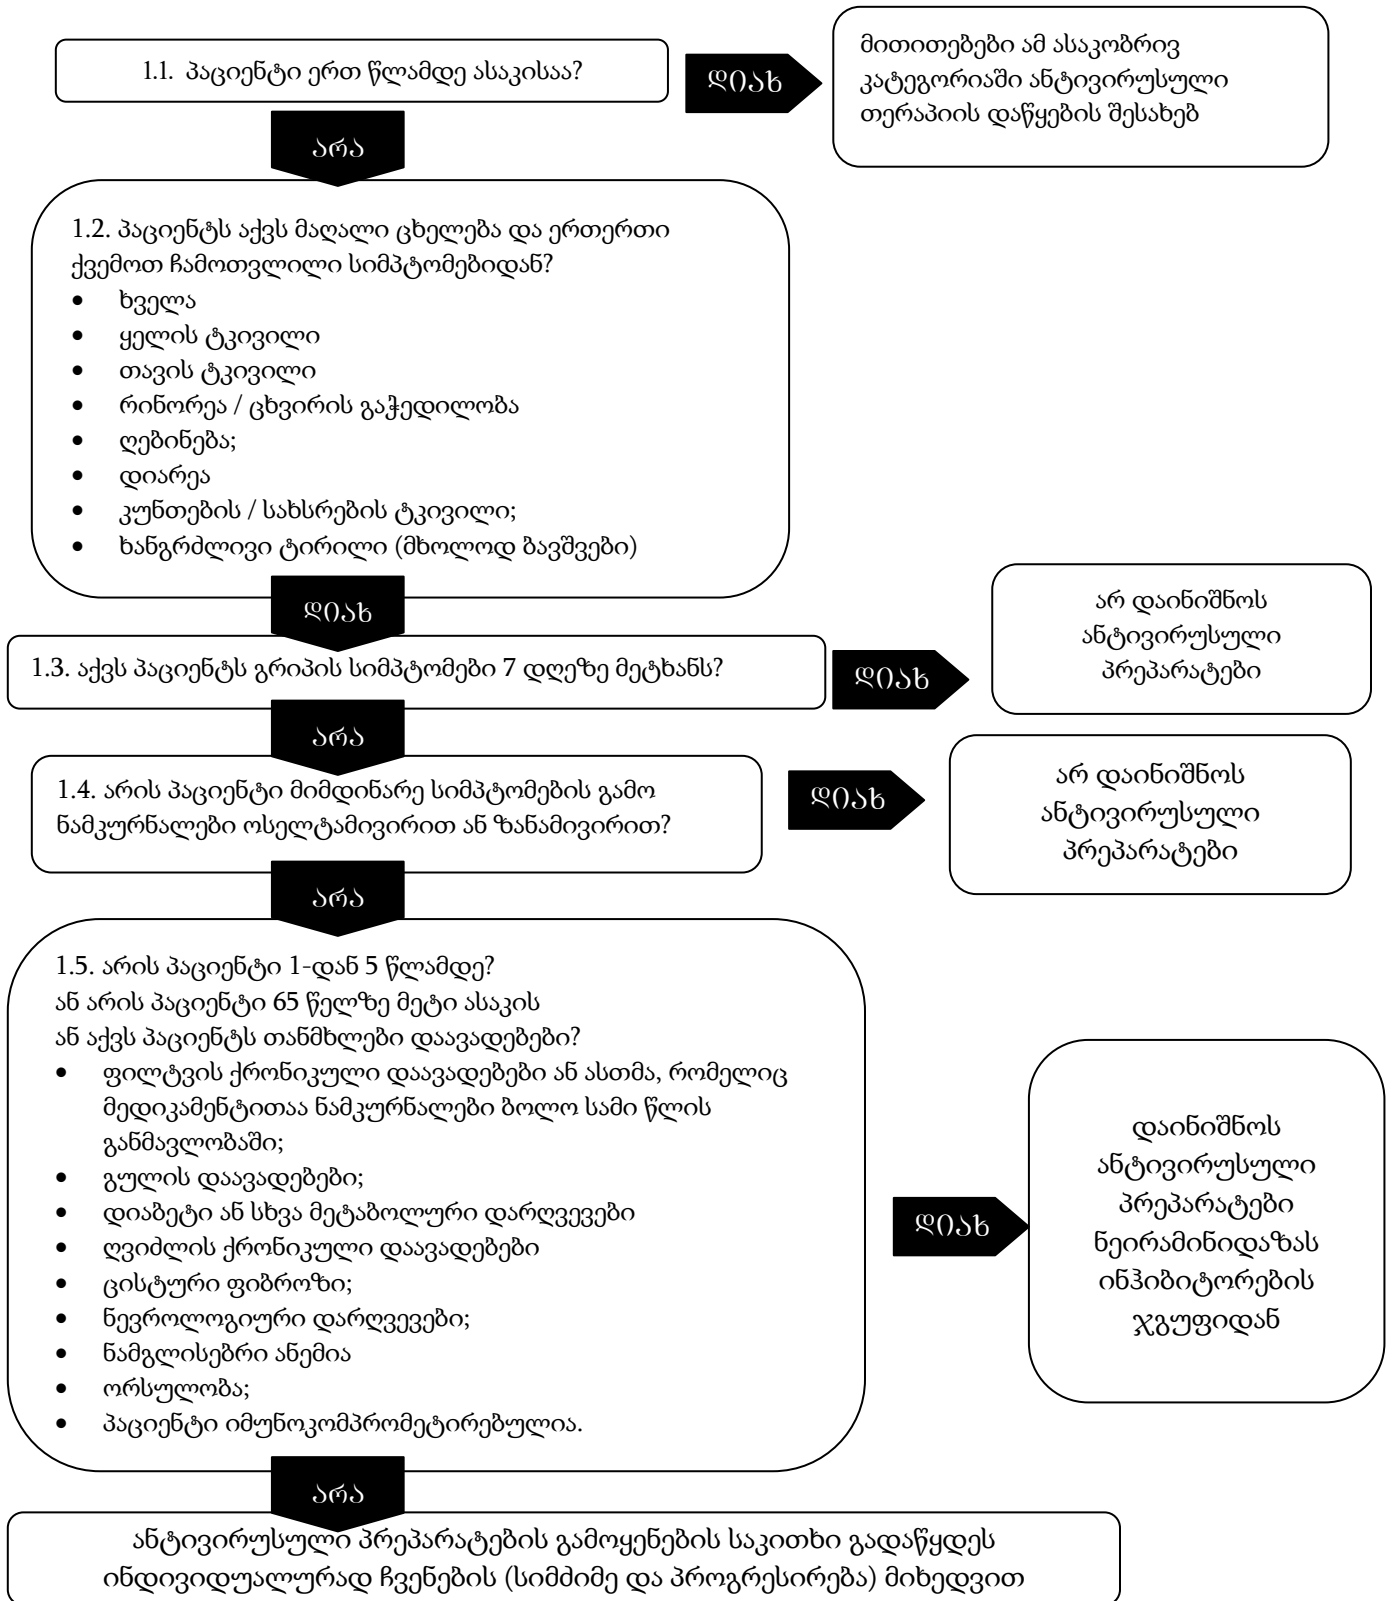 1.1. პაციენტი ერთ წლამდე ასაკისაა?
დიახ
მითითებები ამ ასაკობრივ
კატეგორიაში ანტივირუსული
თერაპიის დაწყების შესახებ
არა
1.2. პაციენტს აქვს მაღალი ცხელება და ერთერთი
ქვემოთ ჩამოთვლილი სიმპტომებიდან?
• ხველა
• ყელის ტკივილი
• თავის ტკივილი
• რინორეა / ცხვირის გაჭედილობა
• ღებინება;
• დიარეა
• კუნთების / სახსრების ტკივილი;
• ხანგრძლივი ტირილი (მხოლოდ ბავშვები)
დიახ
1.3. აქვს პაციენტს გრიპის სიმპტომები 7 დღეზე მეტხანს?
დიახ
არ დაინიშნოს
ანტივირუსული
პრეპარატები
არა
1.4. არის პაციენტი მიმდინარე სიმპტომების გამო
ნამკურნალები ოსელტამივირით ან ზანამივირით?
დიახ
არ დაინიშნოს
ანტივირუსული
პრეპარატები
არა
1.5. არის პაციენტი 1-დან 5 წლამდე?
ან არის პაციენტი 65 წელზე მეტი ასაკის
ან აქვს პაციენტს თანმხლები დაავადებები?
• ფილტვის ქრონიკული დაავადებები ან ასთმა, რომელიც
მედიკამენტითაა ნამკურნალები ბოლო სამი წლის
განმავლობაში;
• გულის დაავადებები;
• დიაბეტი ან სხვა მეტაბოლური დარღვევები
• ღვიძლის ქრონიკული დაავადებები
• ცისტური ფიბროზი;
• ნევროლოგიური დარღვევები;
• ნამგლისებრი ანემია
• ორსულობა;
• პაციენტი იმუნოკომპრომეტირებულია.
დიახ
დაინიშნოს
ანტივირუსული
პრეპარატები
ნეირამინიდაზას
ინჰიბიტორების
ჯგუფიდან
არა
ანტივირუსული პრეპარატების გამოყენების საკითხი გადაწყდეს
ინდივიდუალურად ჩვენების (სიმძიმე და პროგრესირება) მიხედვით